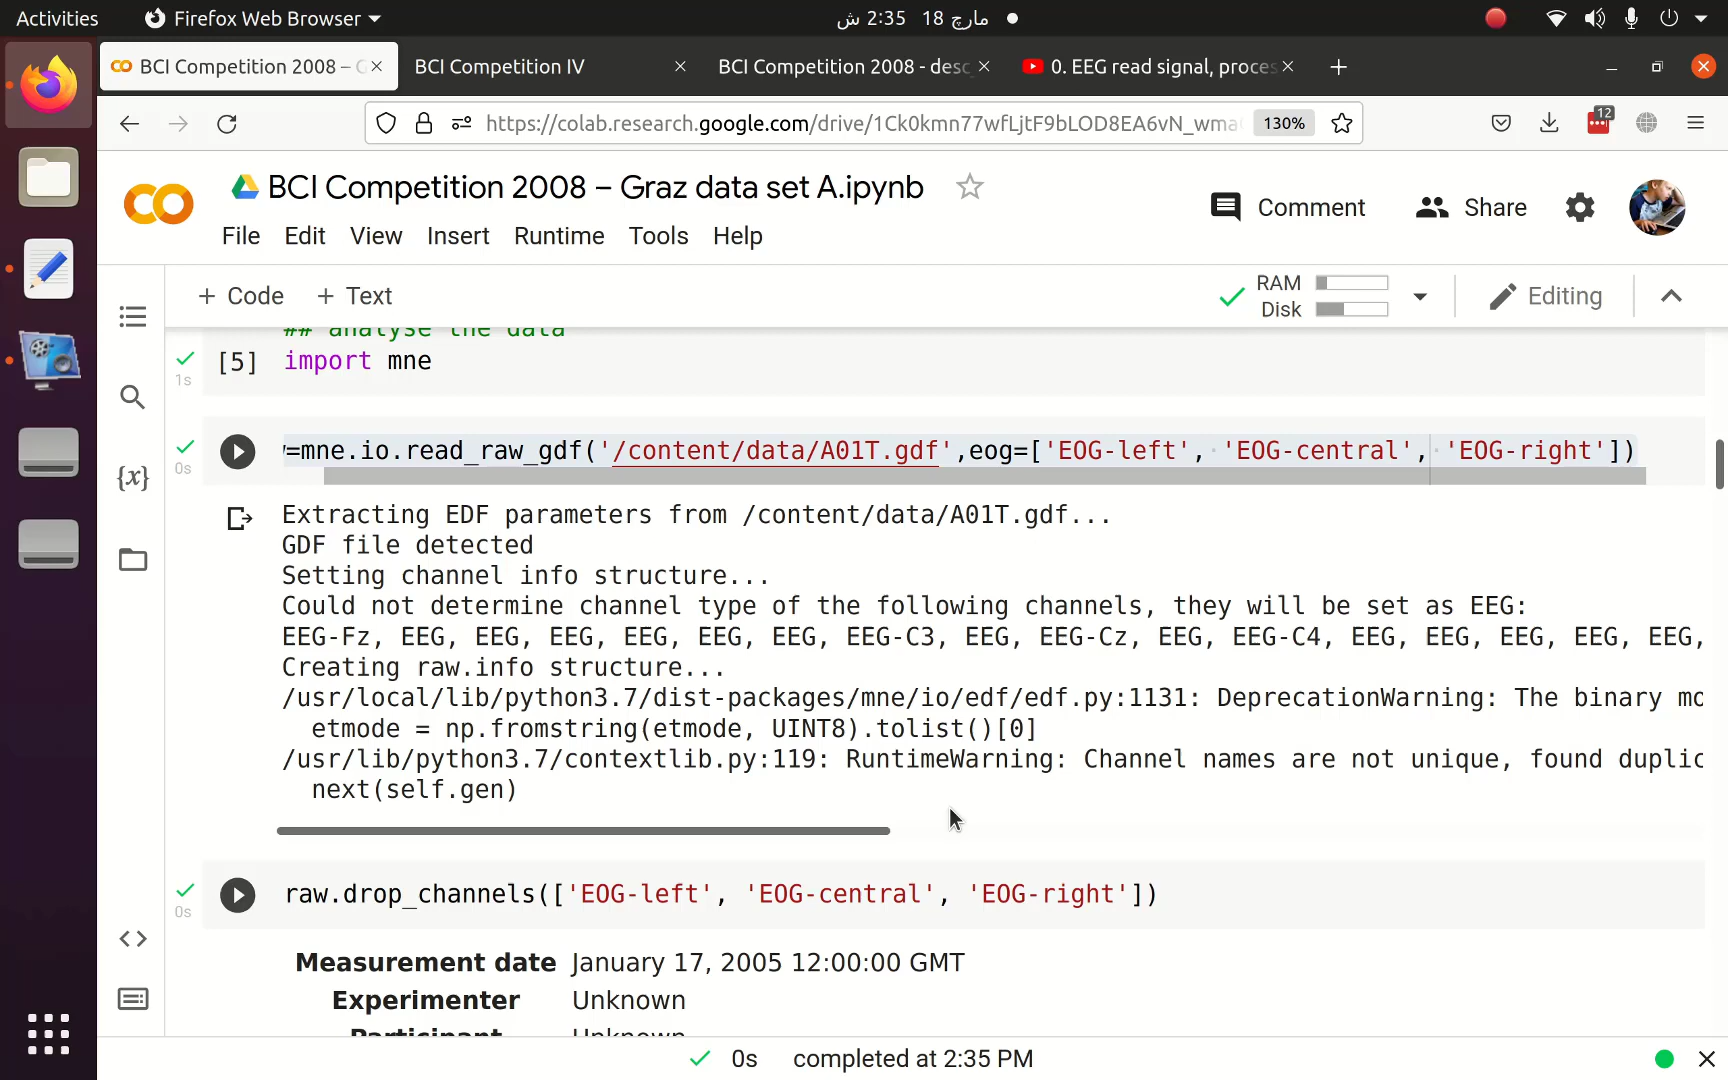 Activities Firefox Web Browser 2:35 ش 18 مارچ
BCI Competition 2008 – G BCI Competition IV BCI Competition 2008 - desc 0. EEG read signal, proces
https://colab.research.google.com/drive/1Ck0kmn77wfLjtF9bLOD8EA6vN_wma 130% 12
BCI Competition 2008 – Graz data set A.ipynb
Comment Share
File Edit View Insert Runtime Tools Help
+ Code + Text RAM Disk Editing
## analyse the data
[5] import mne
1s
=mne.io.read_raw_gdf('/content/data/A01T.gdf',eog=['EOG-left', 'EOG-central', 'EOG-right'])
0s
Extracting EDF parameters from /content/data/A01T.gdf...
GDF file detected
Setting channel info structure...
Could not determine channel type of the following channels, they will be set as EEG:
EEG-Fz, EEG, EEG, EEG, EEG, EEG, EEG, EEG-C3, EEG, EEG-Cz, EEG, EEG-C4, EEG, EEG, EEG, EEG, EEG,
Creating raw.info structure...
/usr/local/lib/python3.7/dist-packages/mne/io/edf/edf.py:1131: DeprecationWarning: The binary mo
etmode = np.fromstring(etmode, UINT8).tolist()[0]
/usr/lib/python3.7/contextlib.py:119: RuntimeWarning: Channel names are not unique, found duplic
next(self.gen)
raw.drop_channels(['EOG-left', 'EOG-central', 'EOG-right'])
0s
Measurement date January 17, 2005 12:00:00 GMT
Experimenter Unknown
Participant Unknown
0s completed at 2:35 PM